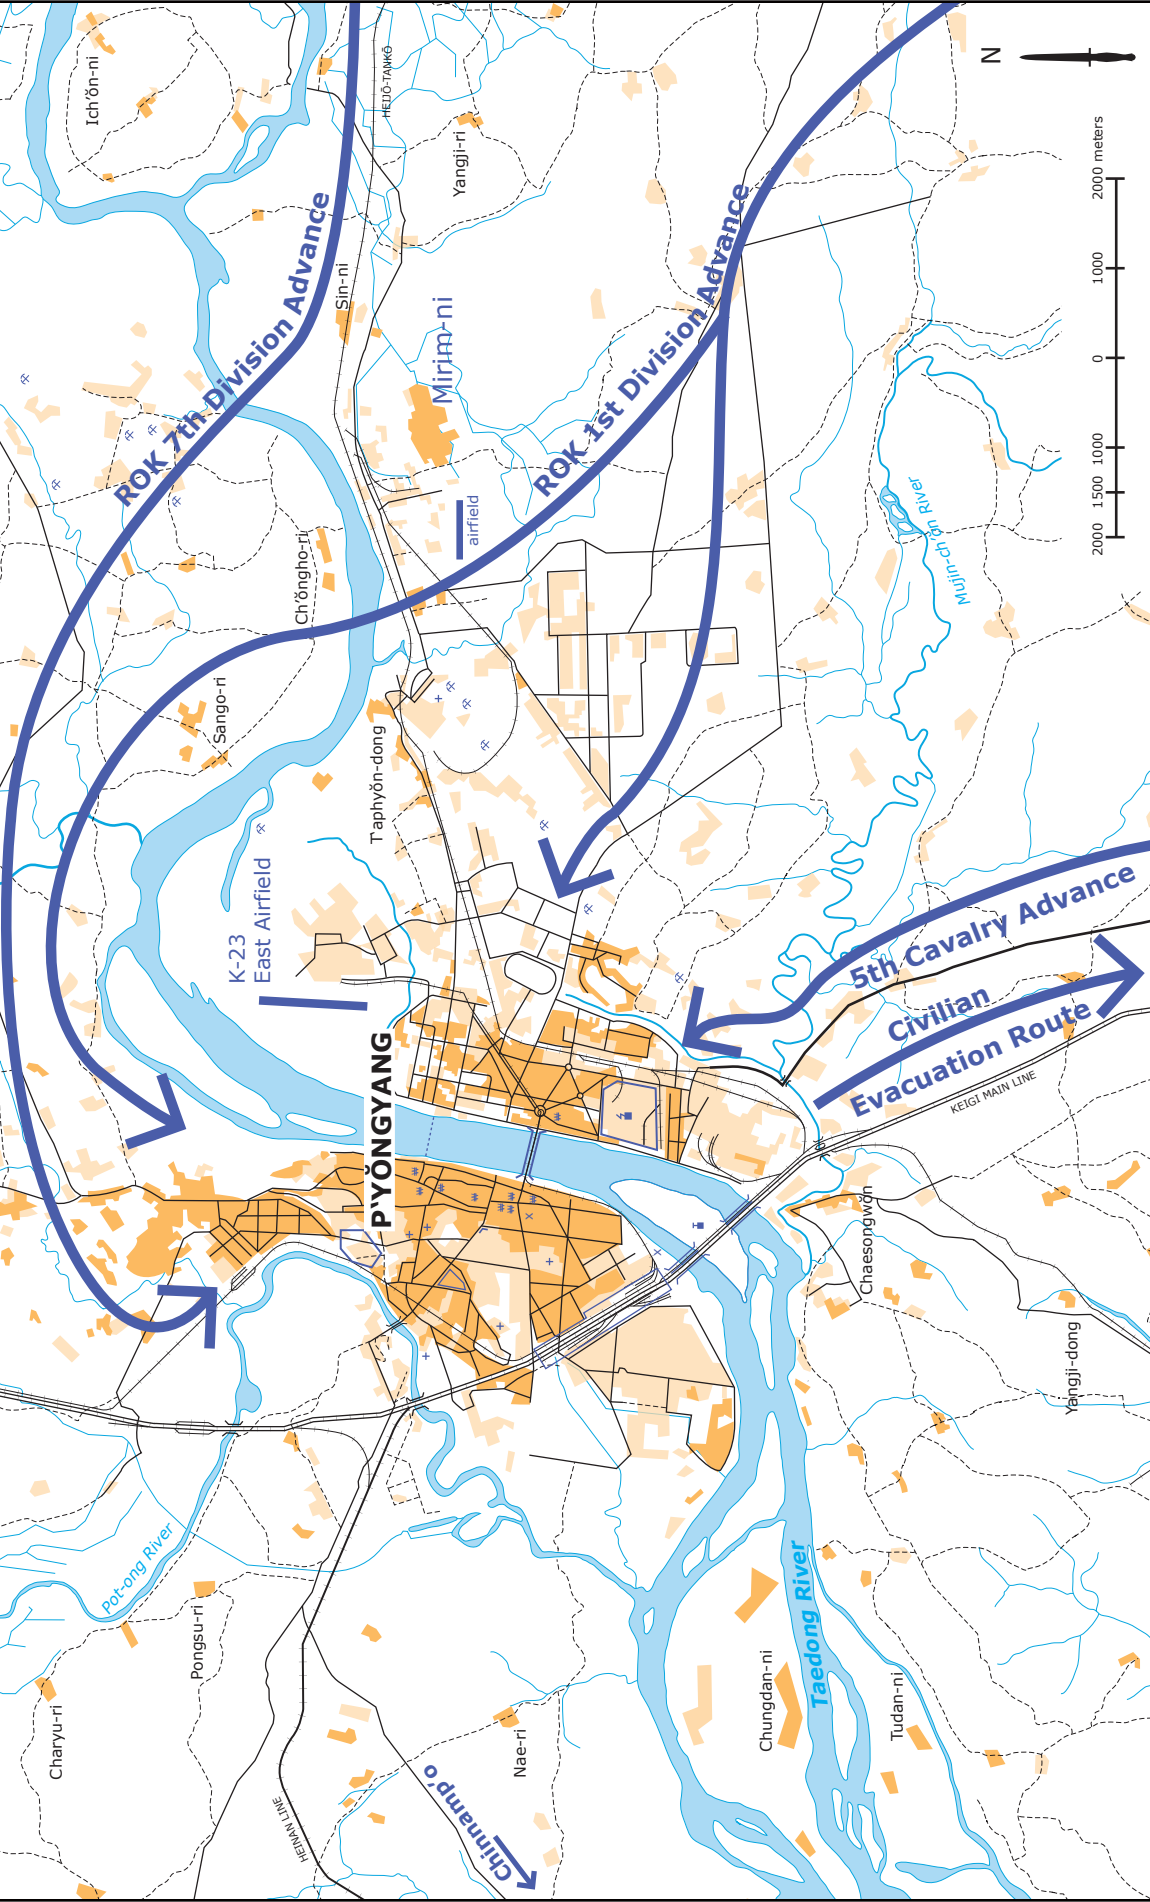 Ich'ŏn-ni
HEIJŌ-TANKŌ
N
Yangji-ri
2000 meters
1000
0
1000
1500
2000
ROK 7th Division Advance
Sin-ni
Mirim-ni
ROK 1st Division Advance
airfield
Ch'ŏngho-ri
Mujin-ch'ŏn River
Sango-ri
T'aphyŏn-dong
K-23
East Airfield
5th Cavalry Advance
Civilian
Evacuation Route
KEIGI MAIN LINE
PYŎNGYANG
Chaesongwŏn
Yangji-dong
Pot-ong River
Taedong River
Pongsu-ri
Charyu-ri
Chungdan-ni
Tudan-ni
Nae-ri
HEINAN LINE
Chinnamp'o